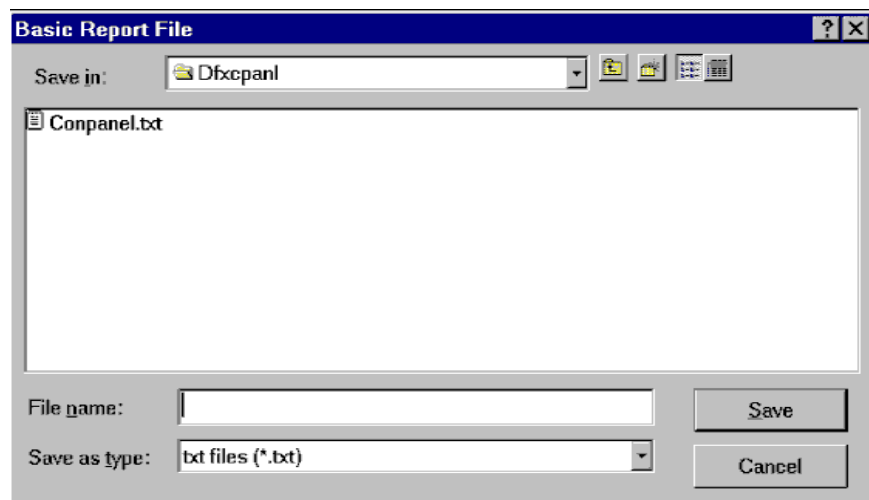 Basic Report File
Save in: Dfxcpanl
Conpanel.txt
File name: Save
Save as type: txt files (*.txt) Cancel